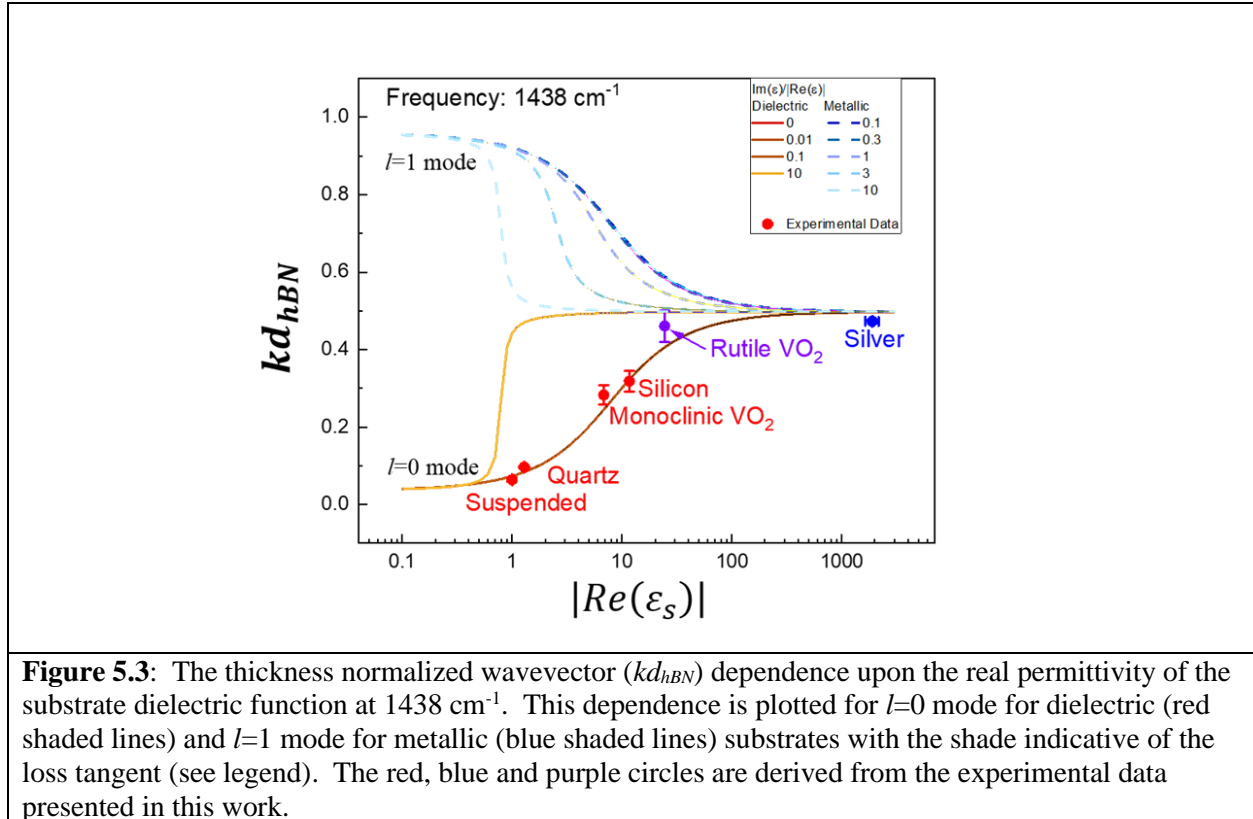 Frequency: 1438 cm⁻¹
Im(ε)/|Re(ε)|
Dielectric Metallic
0 0.1
0.01 0.3
0.1 1
10 3
10
Experimental Data
1.0
0.8
0.6
0.4
0.2
0.0
kd_hBN
l=1 mode
l=0 mode
Rutile VO₂
Silver
Silicon
Monoclinic VO₂
Quartz
Suspended
0.1 1 10 100 1000
|Re(ε_s)|
Figure 5.3: The thickness normalized wavevector (kd_hBN) dependence upon the real permittivity of the
substrate dielectric function at 1438 cm⁻¹. This dependence is plotted for l=0 mode for dielectric (red
shaded lines) and l=1 mode for metallic (blue shaded lines) substrates with the shade indicative of the
loss tangent (see legend). The red, blue and purple circles are derived from the experimental data
presented in this work.